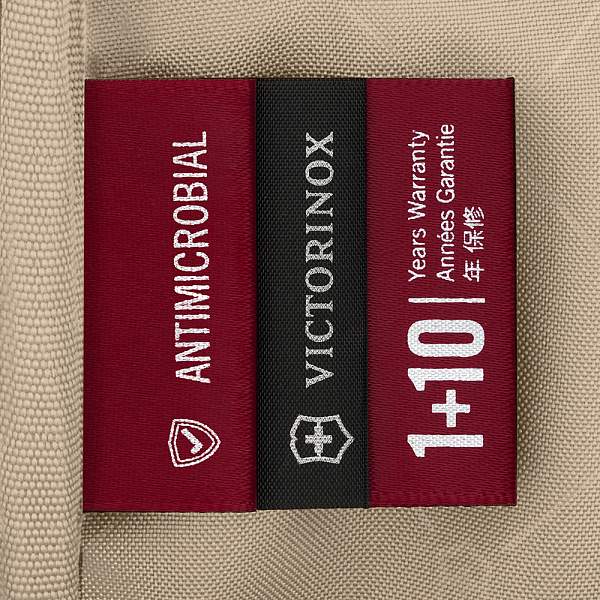 ANTIMICROBIAL
VICTORINOX
1+10
Years Warranty
Années Garantie
年 保修